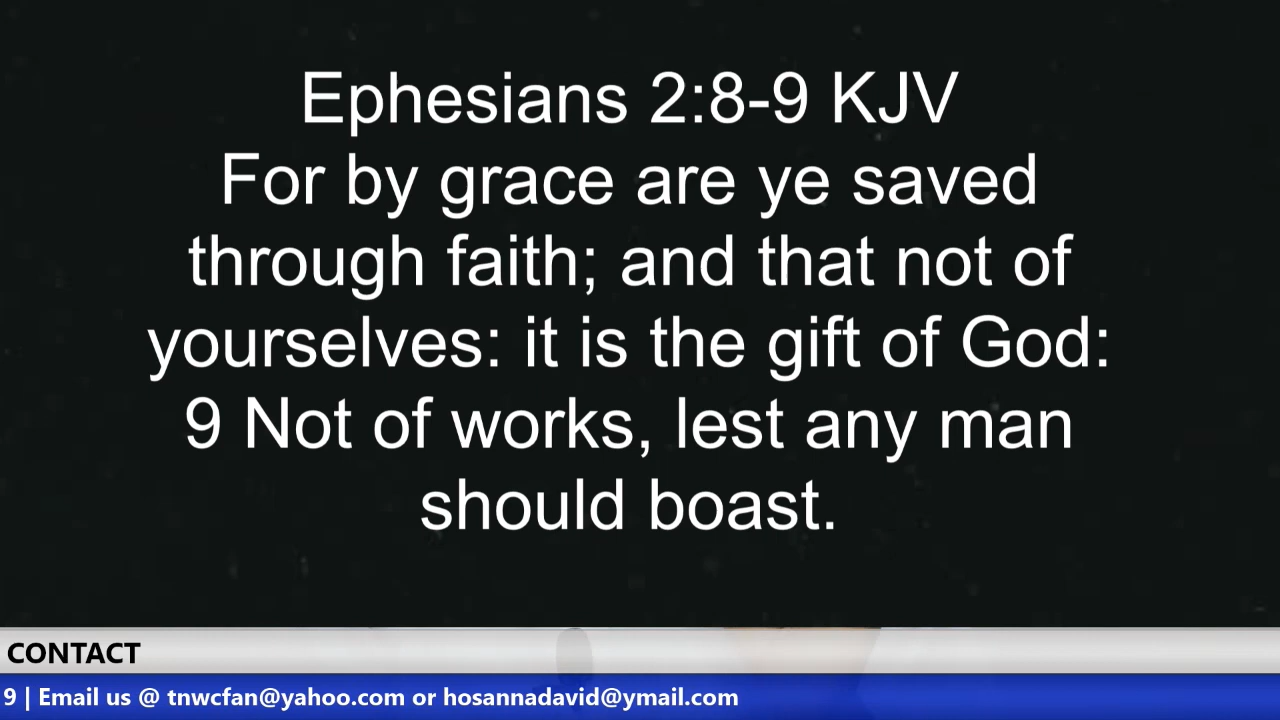 Ephesians 2:8-9 KJV
For by grace are ye saved
through faith; and that not of
yourselves: it is the gift of God:
9 Not of works, lest any man
should boast.
CONTACT
9 | Email us @ tnwcfan@yahoo.com or hosannadavid@ymail.com